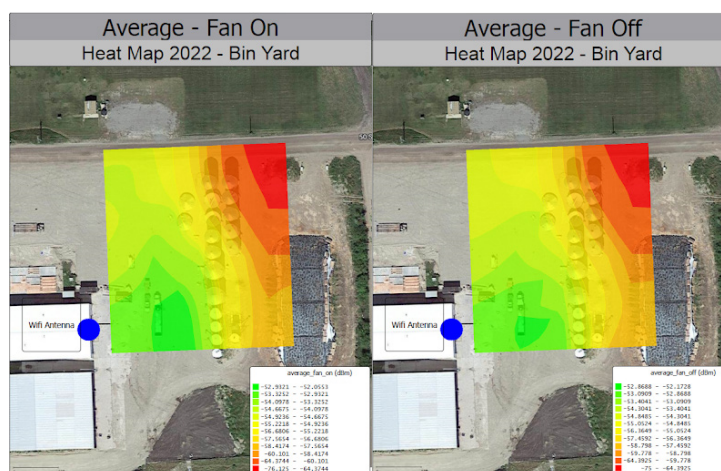 Average - Fan On
Heat Map 2022 - Bin Yard
Wifi Antenna
average_fan_on (dBm)
-52.9321 - -52.0553
-53.3252 - -52.9321
-54.0978 - -53.3252
-54.6675 - -54.0978
-54.9236 - -54.6675
-55.2218 - -54.9236
-56.6806 - -55.2218
-57.5654 - -56.6806
-58.4174 - -57.5654
-60.101 - -58.4174
-64.3744 - -60.101
-76.125 - -64.3744
Average - Fan Off
Heat Map 2022 - Bin Yard
Wifi Antenna
average_fan_off (dBm)
-52.8688 - -52.1728
-53.0909 - -52.8688
-53.4041 - -53.0909
-54.3041 - -53.4041
-54.8485 - -54.3041
-55.0524 - -54.8485
-56.3649 - -55.0524
-57.4592 - -56.3649
-58.798 - -57.4592
-59.778 - -58.798
-64.3925 - -59.778
-75 - -64.3925